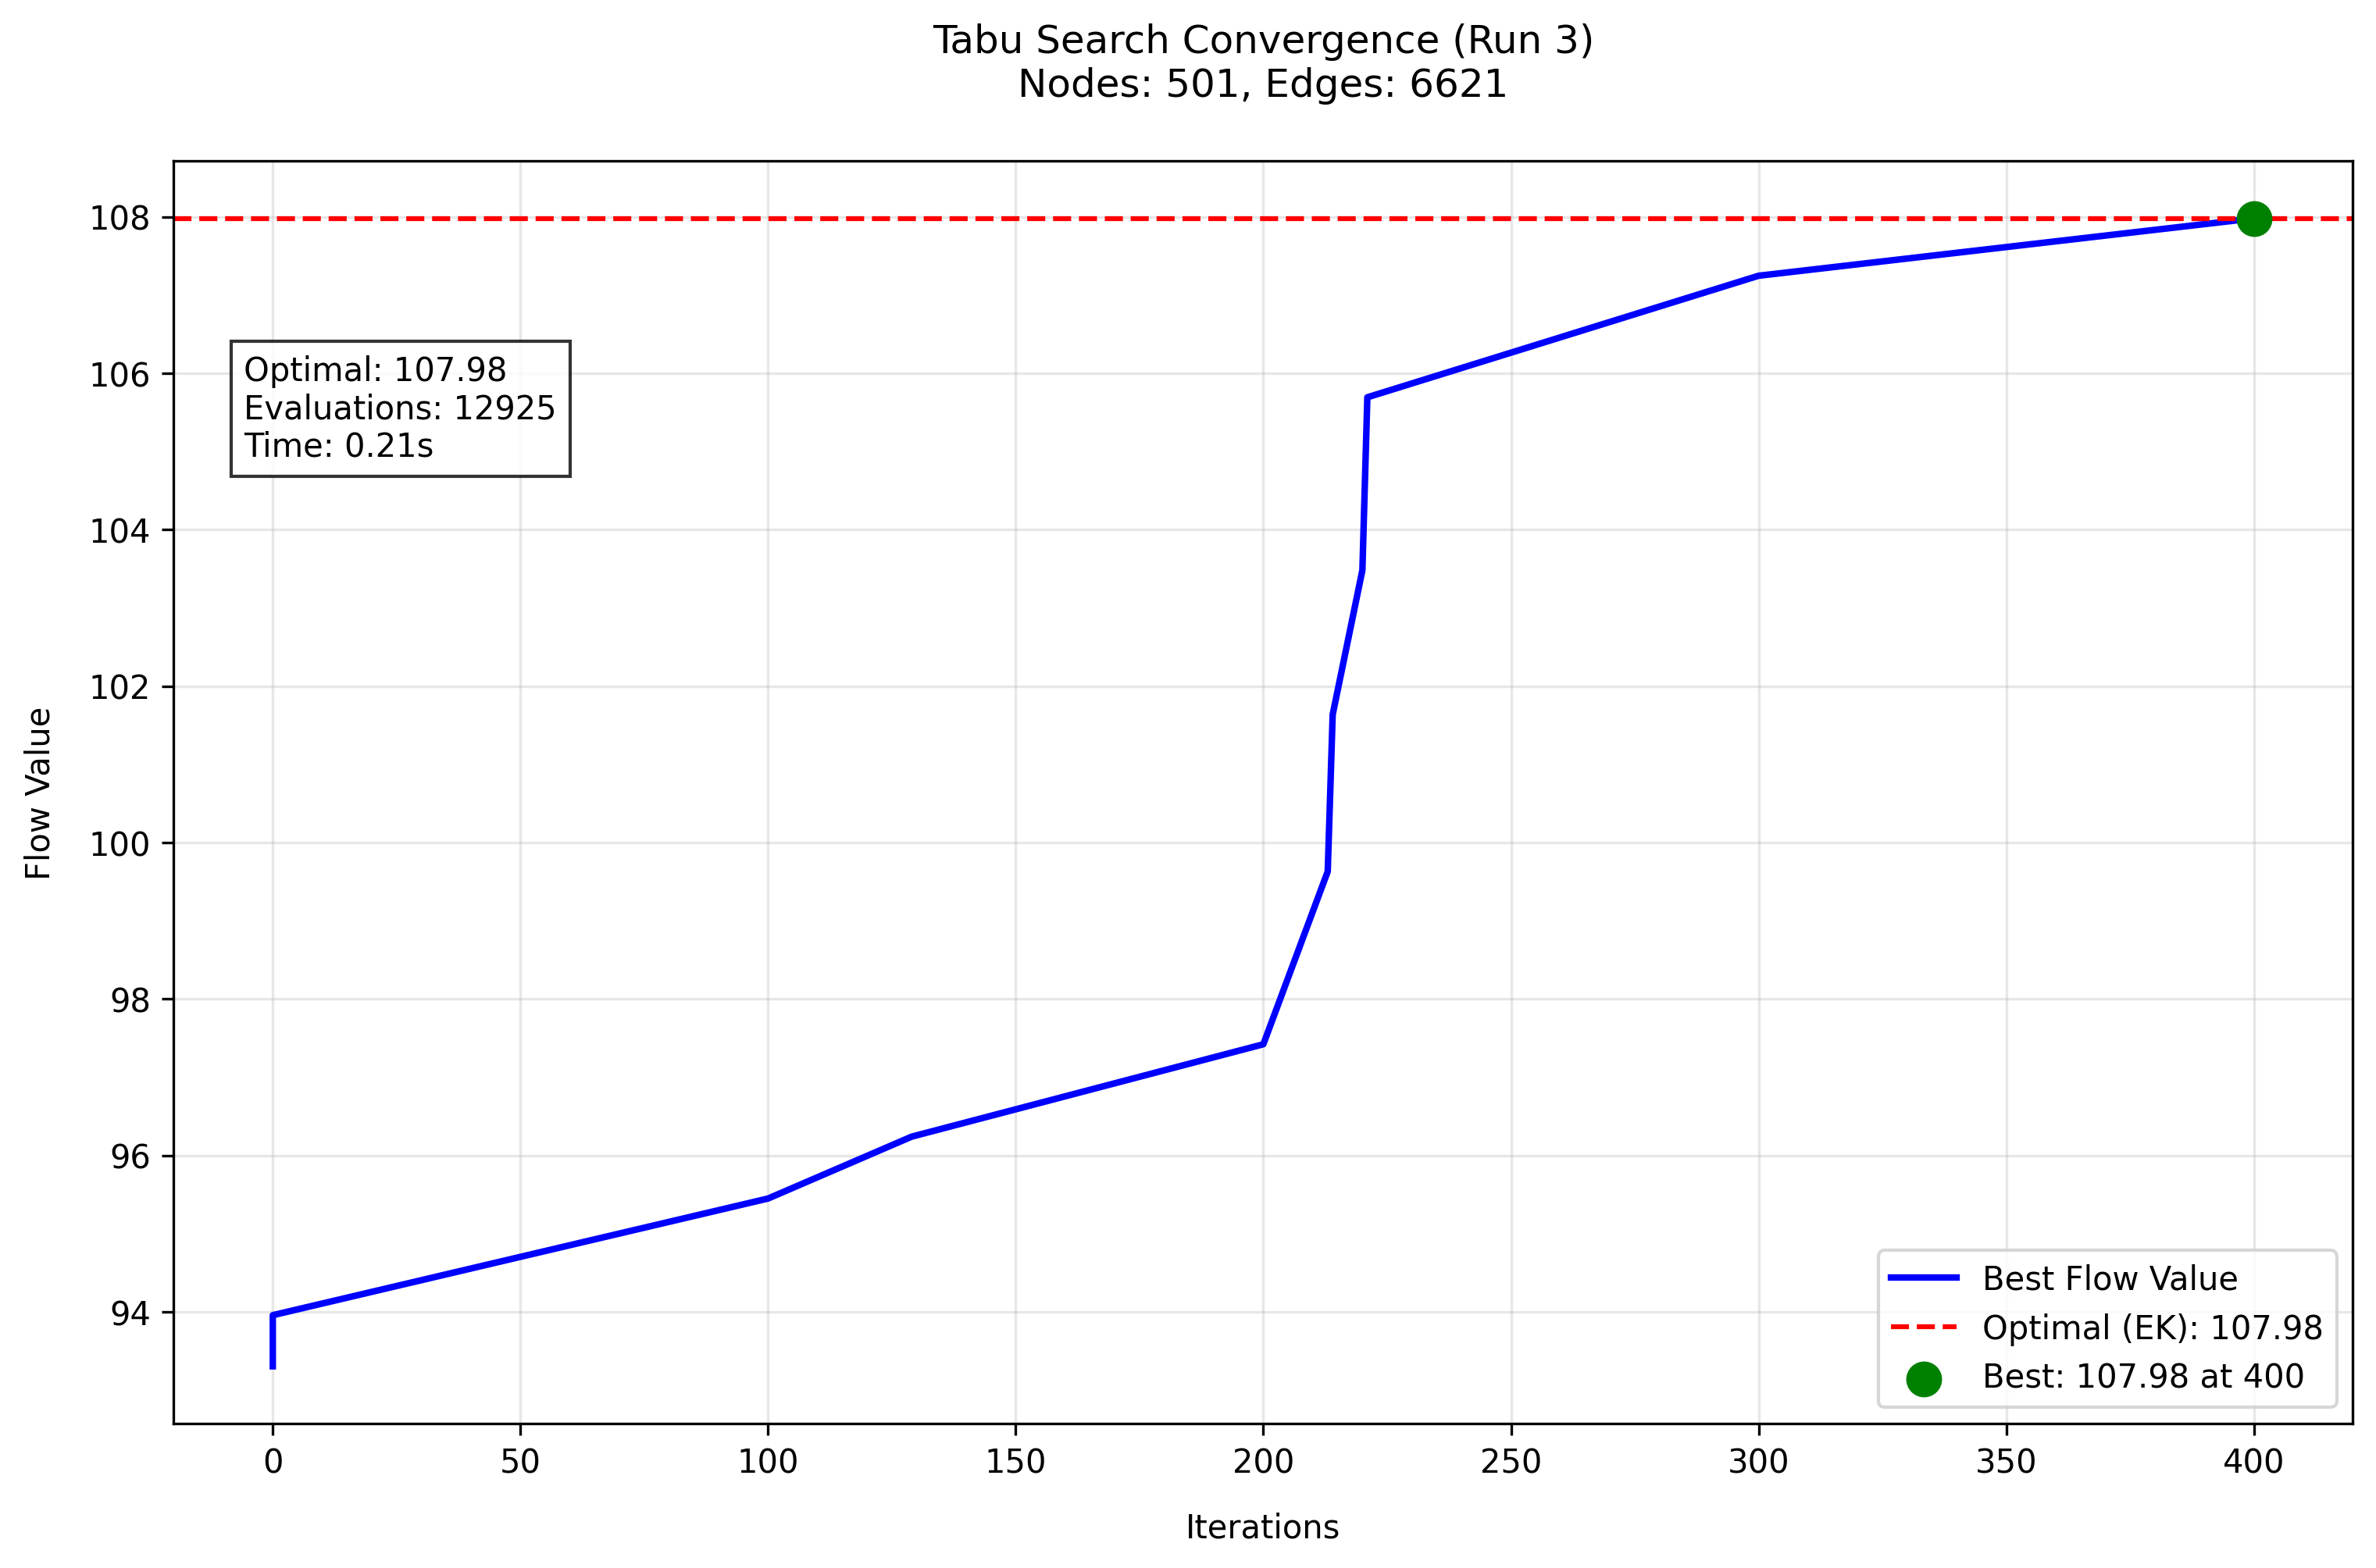 Tabu Search Convergence (Run 3)
Nodes: 501, Edges: 6621
108
106
104
102
100
98
96
94
Flow Value
Optimal: 107.98
Evaluations: 12925
Time: 0.21s
Best Flow Value
Optimal (EK): 107.98
Best: 107.98 at 400
0 50 100 150 200 250 300 350 400
Iterations